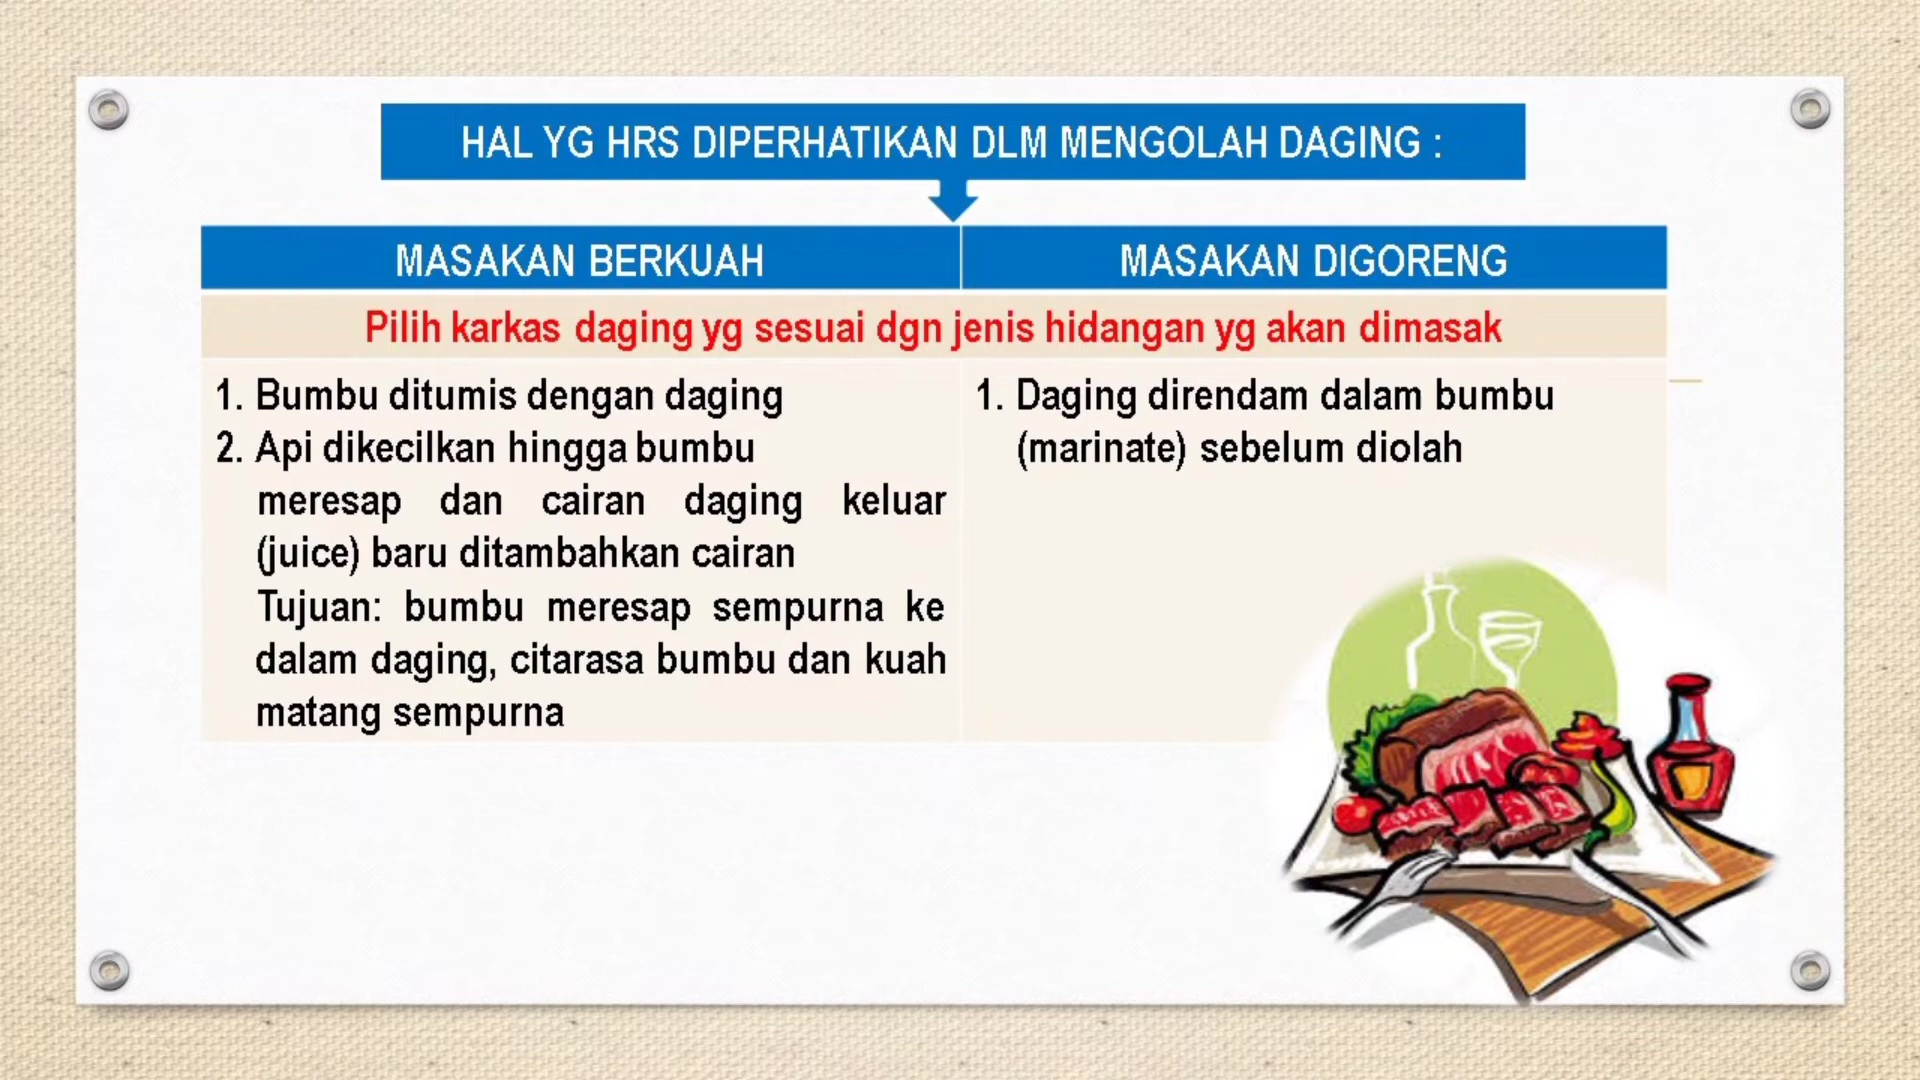 HAL YG HRS DIPERHATIKAN DLM MENGOLAH DAGING :
MASAKAN BERKUAH
MASAKAN DIGORENG
Pilih karkas daging yg sesuai dgn jenis hidangan yg akan dimasak
1. Bumbu ditumis dengan daging
2. Api dikecilkan hingga bumbu
meresap dan cairan daging keluar
(juice) baru ditambahkan cairan
Tujuan: bumbu meresap sempurna ke
dalam daging, citarasa bumbu dan kuah
matang sempurna
1. Daging direndam dalam bumbu
(marinate) sebelum diolah